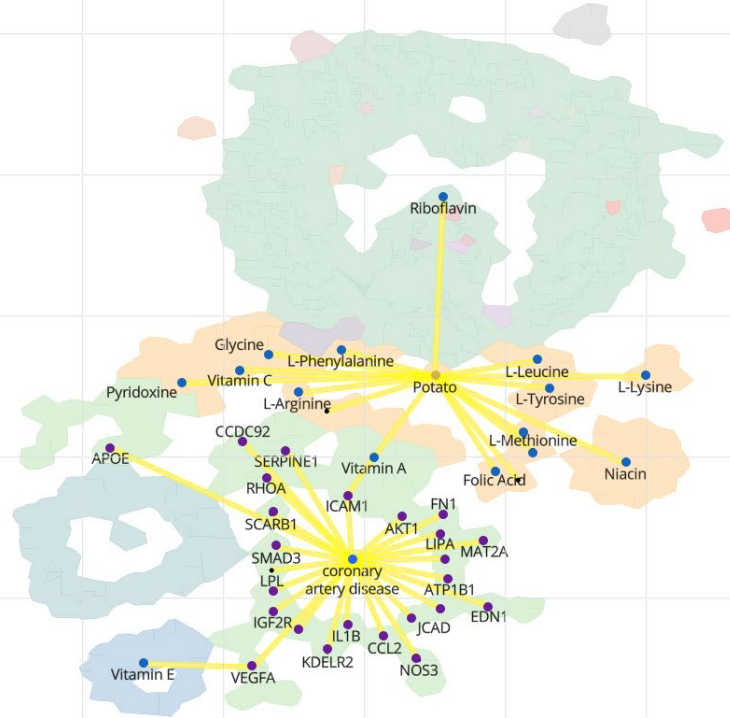 Riboflavin
Glycine
L-Phenylalanine
L-Leucine
Pyridoxine
Vitamin C
Potato
L-Lysine
L-Arginine
L-Tyrosine
CCDC92
L-Methionine
APOE
SERPINE1
Vitamin A
Folic Acid
Niacin
RHOA
ICAM1
FN1
SCARB1
AKT1
LIPA
MAT2A
SMAD3
coronary
artery disease
LPL
ATP1B1
IGF2R
EDN1
IL1B
JCAD
KDELR2
CCL2
NOS3
Vitamin E
VEGFA